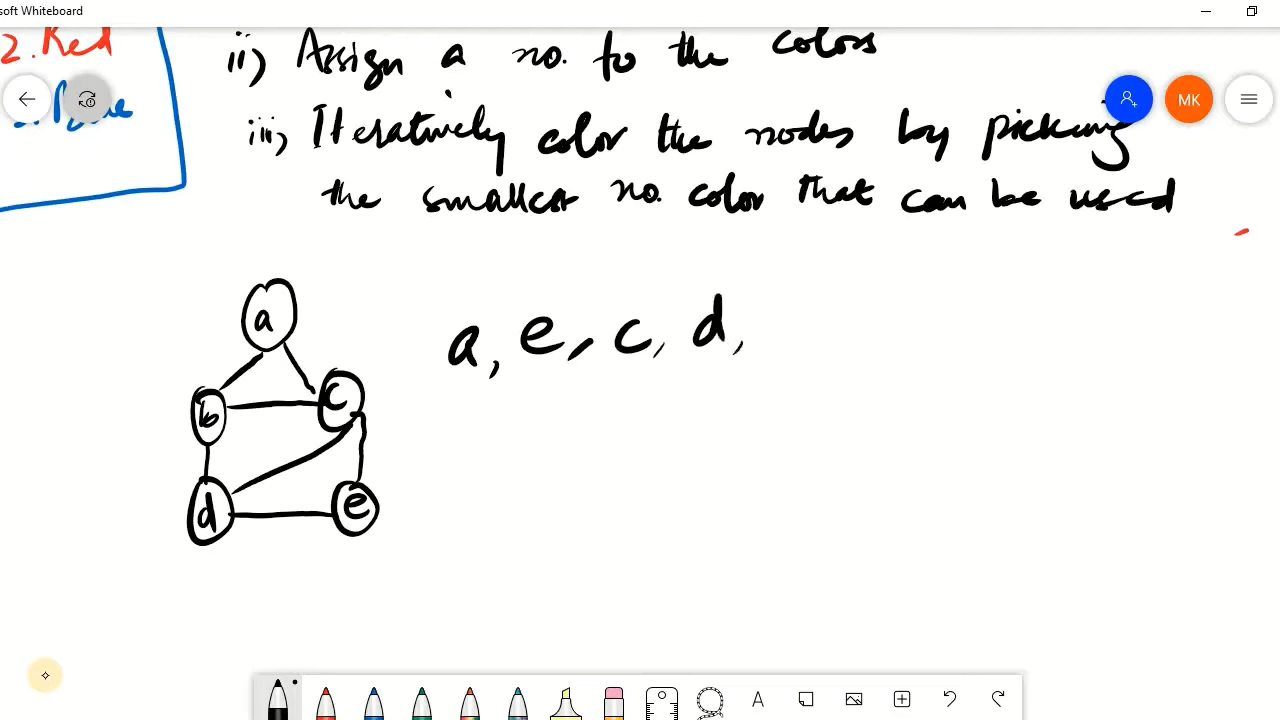 soft Whiteboard
2. Red
ii) Assign a no. to the colors
MK
iii) Iteratively color the nodes by picking
the smallest no. color that can be used
a
a, e, c, d,
b c
d e
A